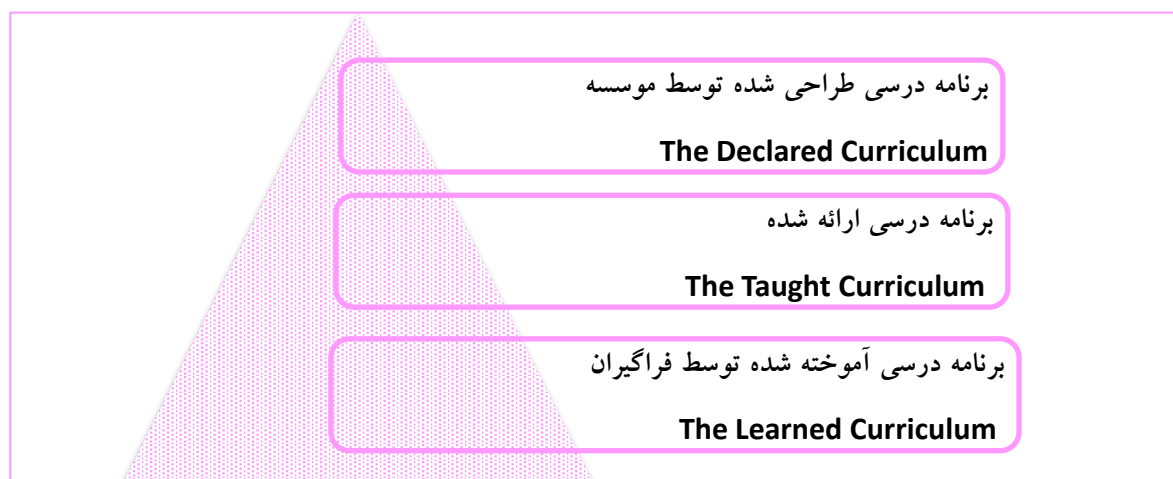 برنامه درسی طراحی شده توسط موسسه
The Declared Curriculum
برنامه درسی ارائه شده
The Taught Curriculum
برنامه درسی آموخته شده توسط فراگیران
The Learned Curriculum